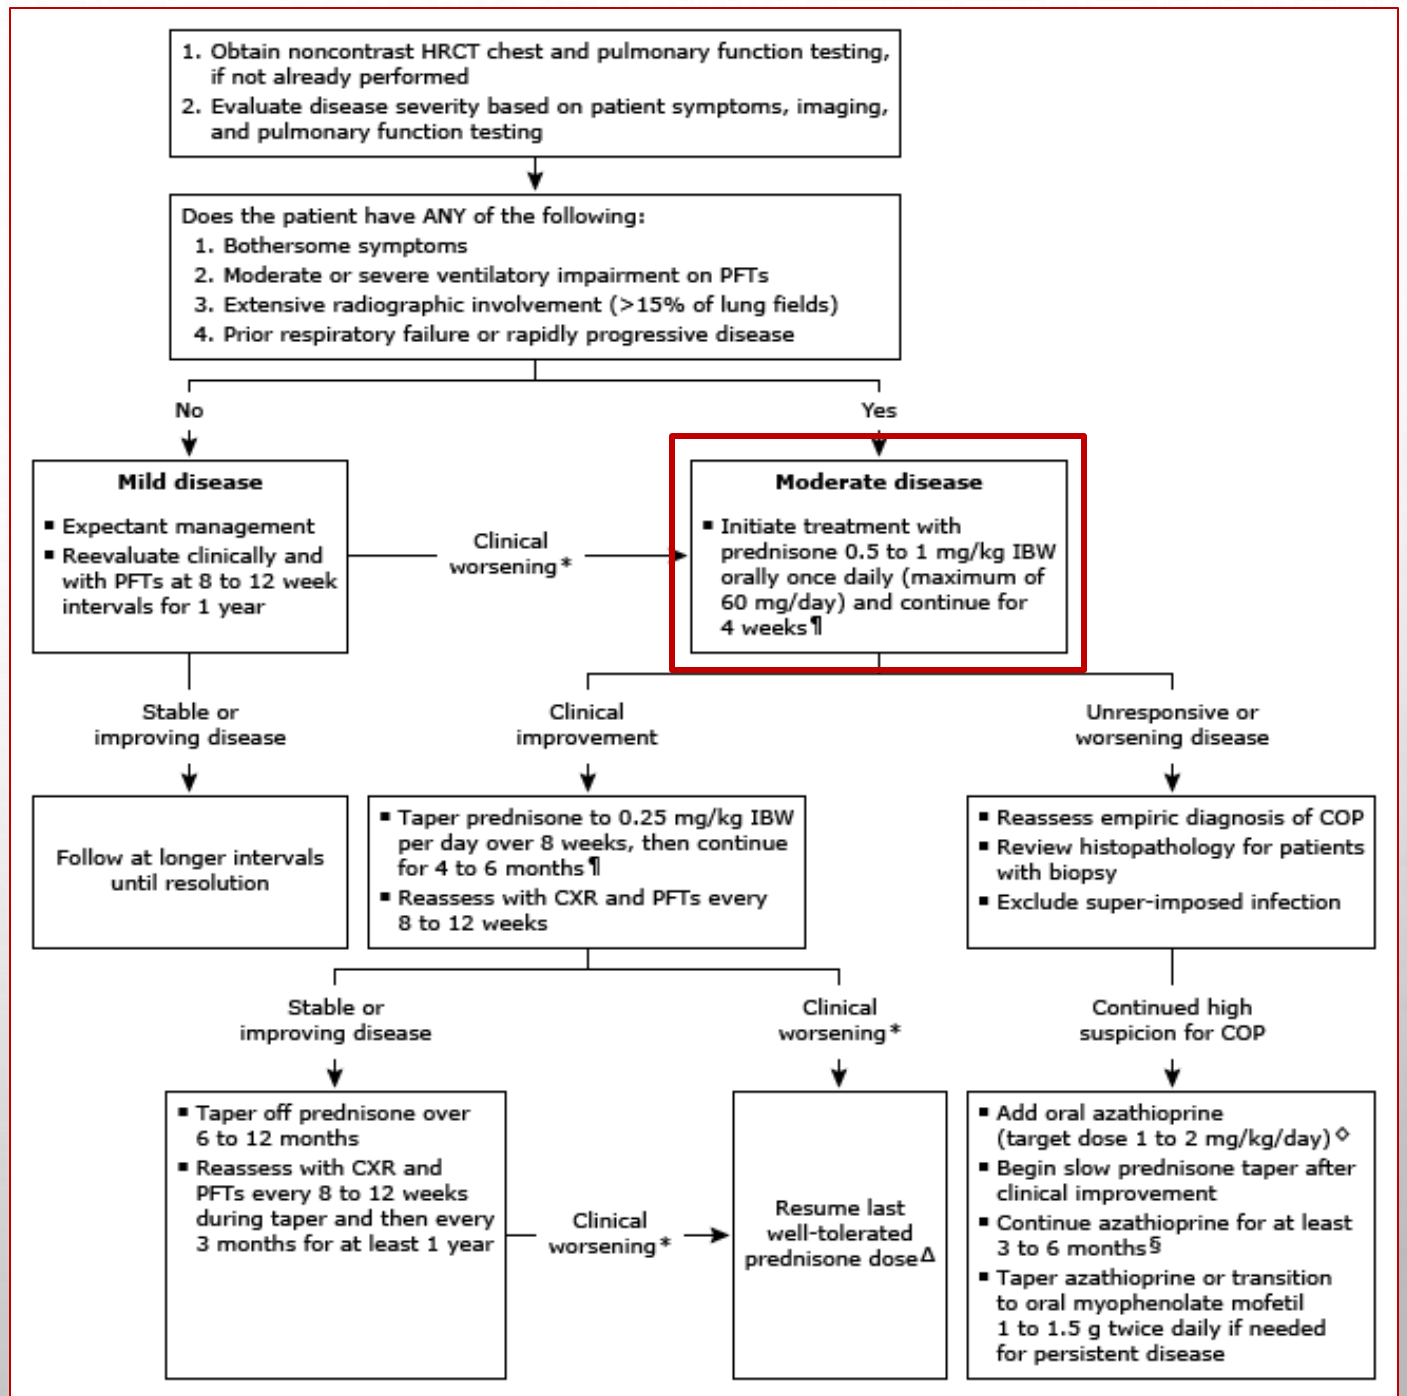 1. Obtain noncontrast HRCT chest and pulmonary function testing,
if not already performed
2. Evaluate disease severity based on patient symptoms, imaging,
and pulmonary function testing
Does the patient have ANY of the following:
1. Bothersome symptoms
2. Moderate or severe ventilatory impairment on PFTs
3. Extensive radiographic involvement (>15% of lung fields)
4. Prior respiratory failure or rapidly progressive disease
No
Yes
Mild disease
▪ Expectant management
▪ Reevaluate clinically and
with PFTs at 8 to 12 week
intervals for 1 year
Clinical
worsening*
Moderate disease
▪ Initiate treatment with
prednisone 0.5 to 1 mg/kg IBW
orally once daily (maximum of
60 mg/day) and continue for
4 weeks¶
Stable or
improving disease
Clinical
improvement
Unresponsive or
worsening disease
Follow at longer intervals
until resolution
▪ Taper prednisone to 0.25 mg/kg IBW
per day over 8 weeks, then continue
for 4 to 6 months¶
▪ Reassess with CXR and PFTs every
8 to 12 weeks
▪ Reassess empiric diagnosis of COP
▪ Review histopathology for patients
with biopsy
▪ Exclude super-imposed infection
Stable or
improving disease
Clinical
worsening*
Continued high
suspicion for COP
▪ Taper off prednisone over
6 to 12 months
▪ Reassess with CXR and
PFTs every 8 to 12 weeks
during taper and then every
3 months for at least 1 year
Clinical
worsening*
Resume last
well-tolerated
prednisone doseΔ
▪ Add oral azathioprine
(target dose 1 to 2 mg/kg/day)◇
▪ Begin slow prednisone taper after
clinical improvement
▪ Continue azathioprine for at least
3 to 6 months§
▪ Taper azathioprine or transition
to oral myophenolate mofetil
1 to 1.5 g twice daily if needed
for persistent disease